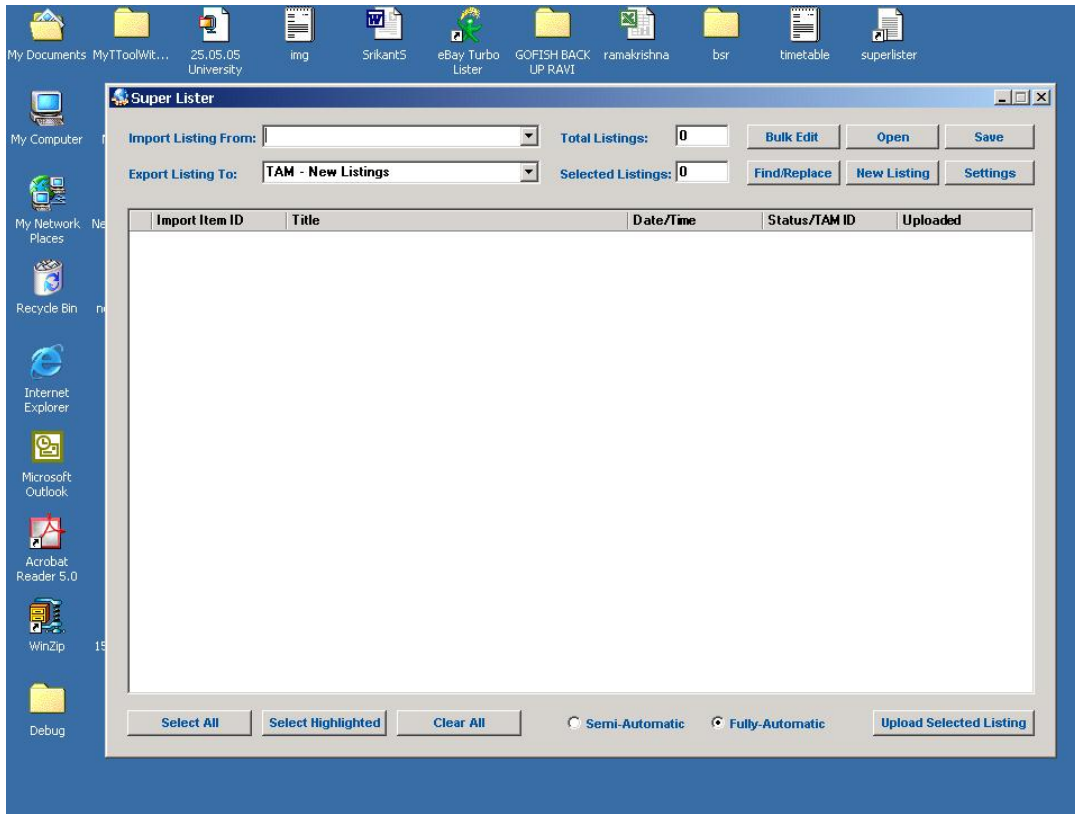 My Documents MyTToolWit... 25.05.05 img SrikantS eBay Turbo GOFISH BACK ramakrishna bsr timetable superlister
University Lister UP RAVI
Super Lister
My Computer
Import Listing From: Total Listings: 0 Bulk Edit Open Save
Export Listing To: TAM - New Listings Selected Listings: 0 Find/Replace New Listing Settings
My Network Ne
Places
Import Item ID Title Date/Time Status/TAM ID Uploaded
Recycle Bin
Internet
Explorer
Microsoft
Outlook
Acrobat
Reader 5.0
WinZip 15
Debug
Select All Select Highlighted Clear All Semi-Automatic Fully-Automatic Upload Selected Listing